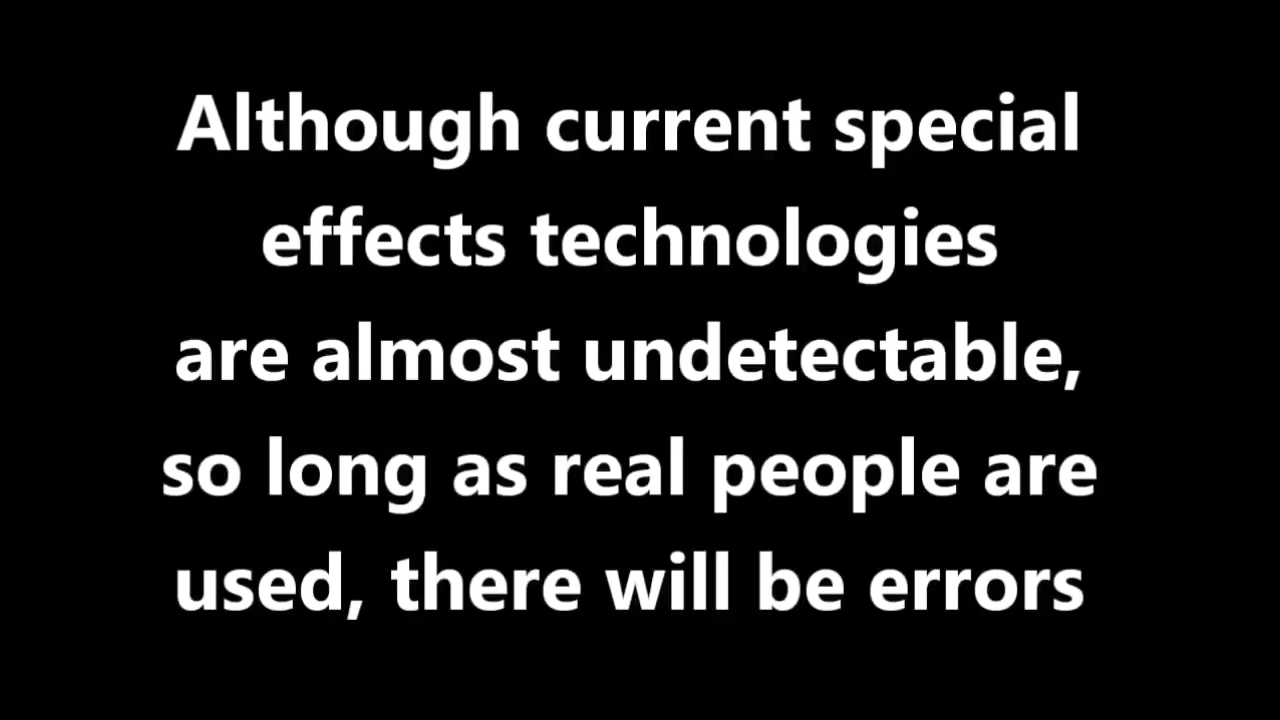 Although current special
effects technologies
are almost undetectable,
so long as real people are
used, there will be errors